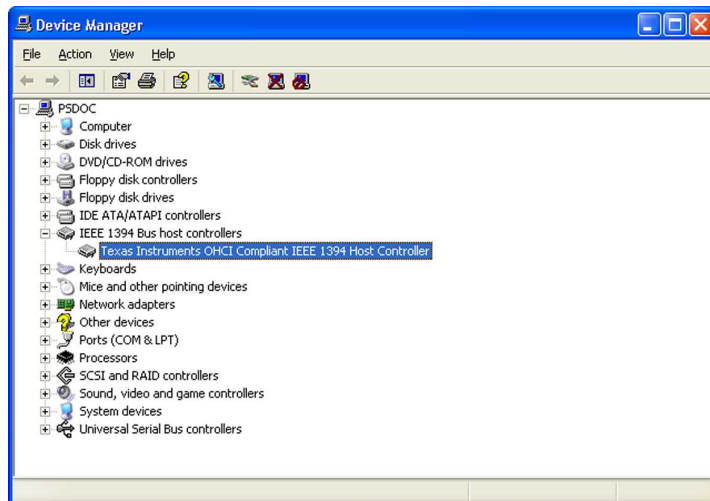 Device Manager
File Action View Help
PSDOC
Computer
Disk drives
DVD/CD-ROM drives
Floppy disk controllers
Floppy disk drives
IDE ATA/ATAPI controllers
IEEE 1394 Bus host controllers
Texas Instruments OHCI Compliant IEEE 1394 Host Controller
Keyboards
Mice and other pointing devices
Network adapters
Other devices
Ports (COM & LPT)
Processors
SCSI and RAID controllers
Sound, video and game controllers
System devices
Universal Serial Bus controllers